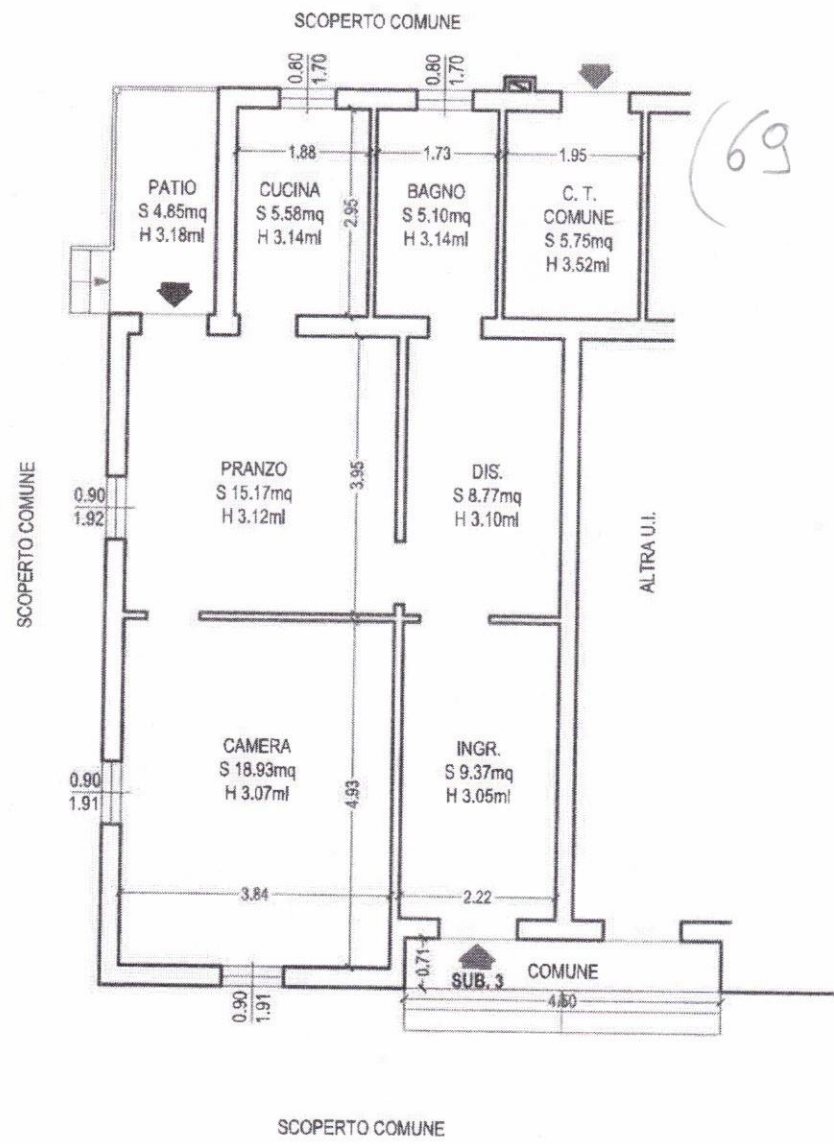 SCOPERTO COMUNE
0.80
1.70
0.80
1.70
(69
1.88
1.73
1.95
PATIO
S 4.85mq
H 3.18ml
CUCINA
S 5.58mq
H 3.14ml
2.95
BAGNO
S 5.10mq
H 3.14ml
C. T.
COMUNE
S 5.75mq
H 3.52ml
SCOPERTO COMUNE
0.90
1.92
PRANZO
S 15.17mq
H 3.12ml
3.95
DIS.
S 8.77mq
H 3.10ml
ALTRA U.I.
0.90
1.91
CAMERA
S 18.93mq
H 3.07ml
4.93
INGR.
S 9.37mq
H 3.05ml
3.84
2.22
0.71
SUB. 3
COMUNE
4.50
0.90
1.91
SCOPERTO COMUNE